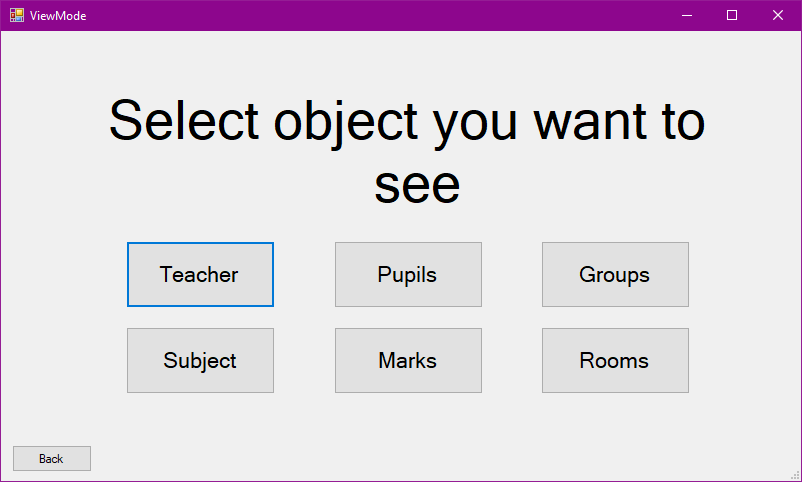 ViewMode
Select object you want to
see
Teacher
Pupils
Groups
Subject
Marks
Rooms
Back